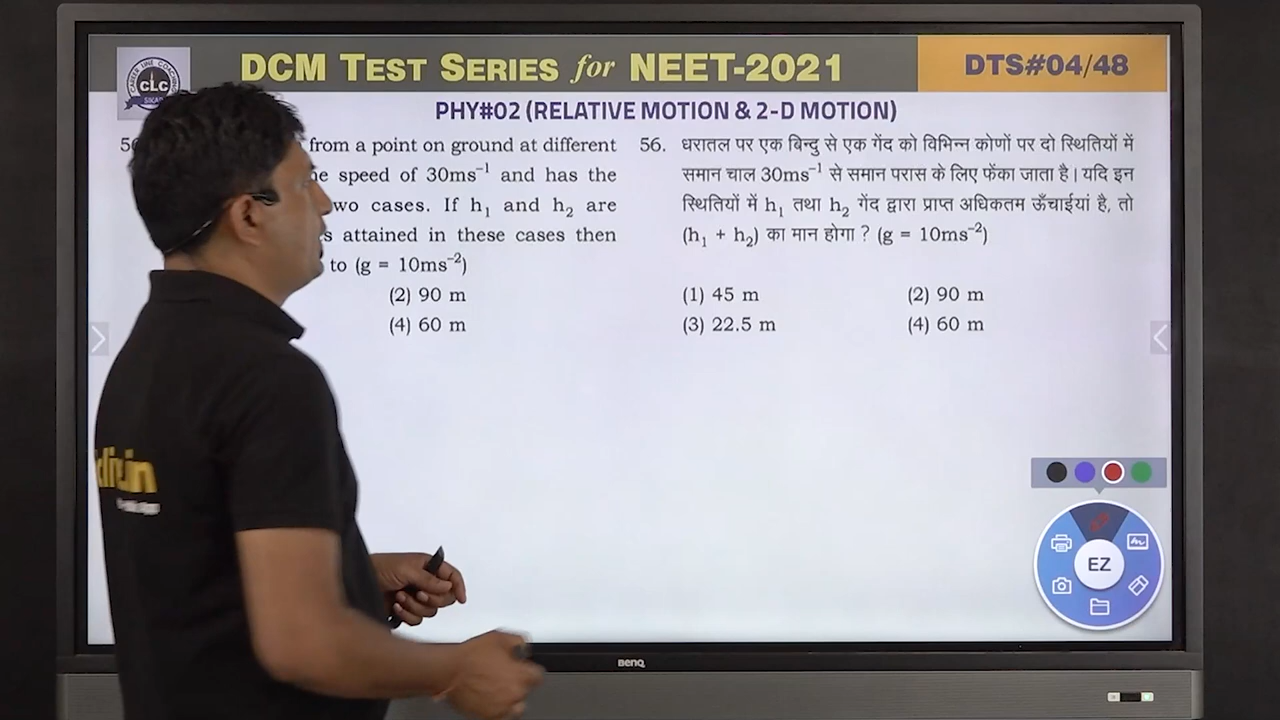 DCM TEST SERIES for NEET-2021
DTS#04/48
CLC
PHY#02 (RELATIVE MOTION & 2-D MOTION)
from a point on ground at different
speed of 30ms⁻¹ and has the
cases. If h₁ and h₂ are
attained in these cases then
to (g = 10ms⁻²)
(2) 90 m
(4) 60 m
56. धरातल पर एक बिन्दु से एक गेंद को विभिन्न कोणों पर दो स्थितियों में
समान चाल 30ms⁻¹ से समान परास के लिए फेंका जाता है। यदि इन
स्थितियों में h₁ तथा h₂ गेंद द्वारा प्राप्त अधिकतम ऊँचाईयां है, तो
(h₁ + h₂) का मान होगा ? (g = 10ms⁻²)
(1) 45 m (2) 90 m
(3) 22.5 m (4) 60 m
EZ
BenQ